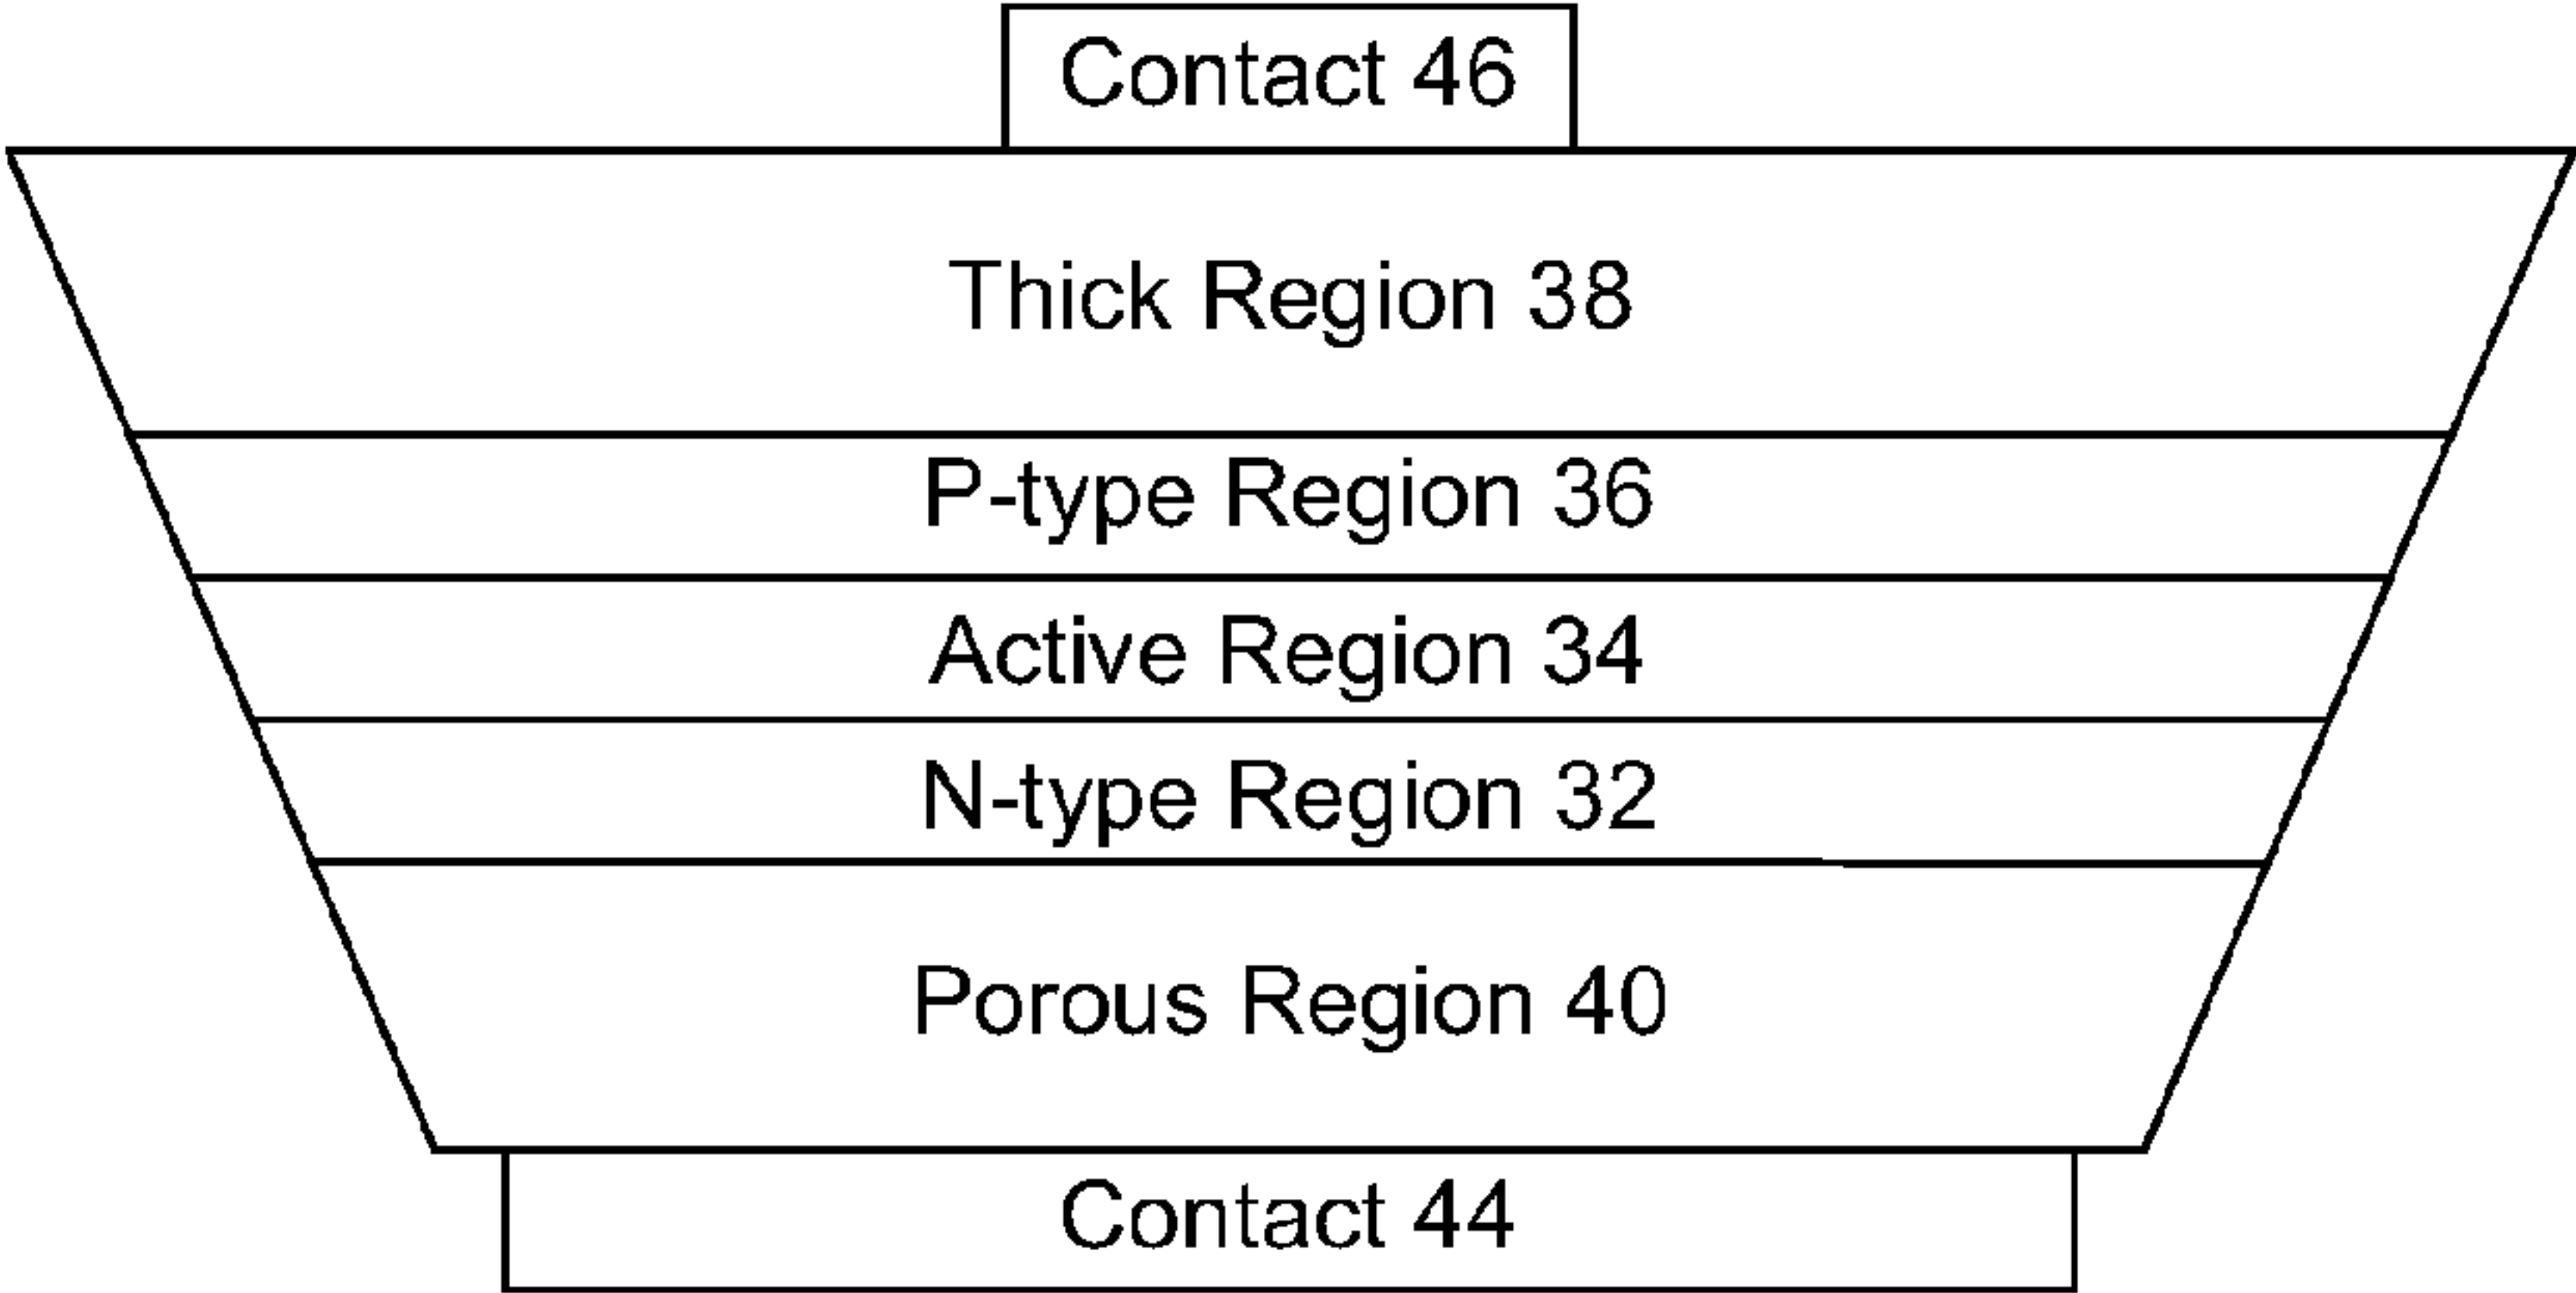 Contact 46
Thick Region 38
P-type Region 36
Active Region 34
N-type Region 32
Porous Region 40
Contact 44